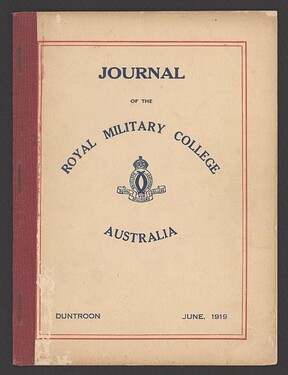 JOURNAL
OF THE
ROYAL MILITARY COLLEGE
AUSTRALIA
DUNTROON JUNE, 1919